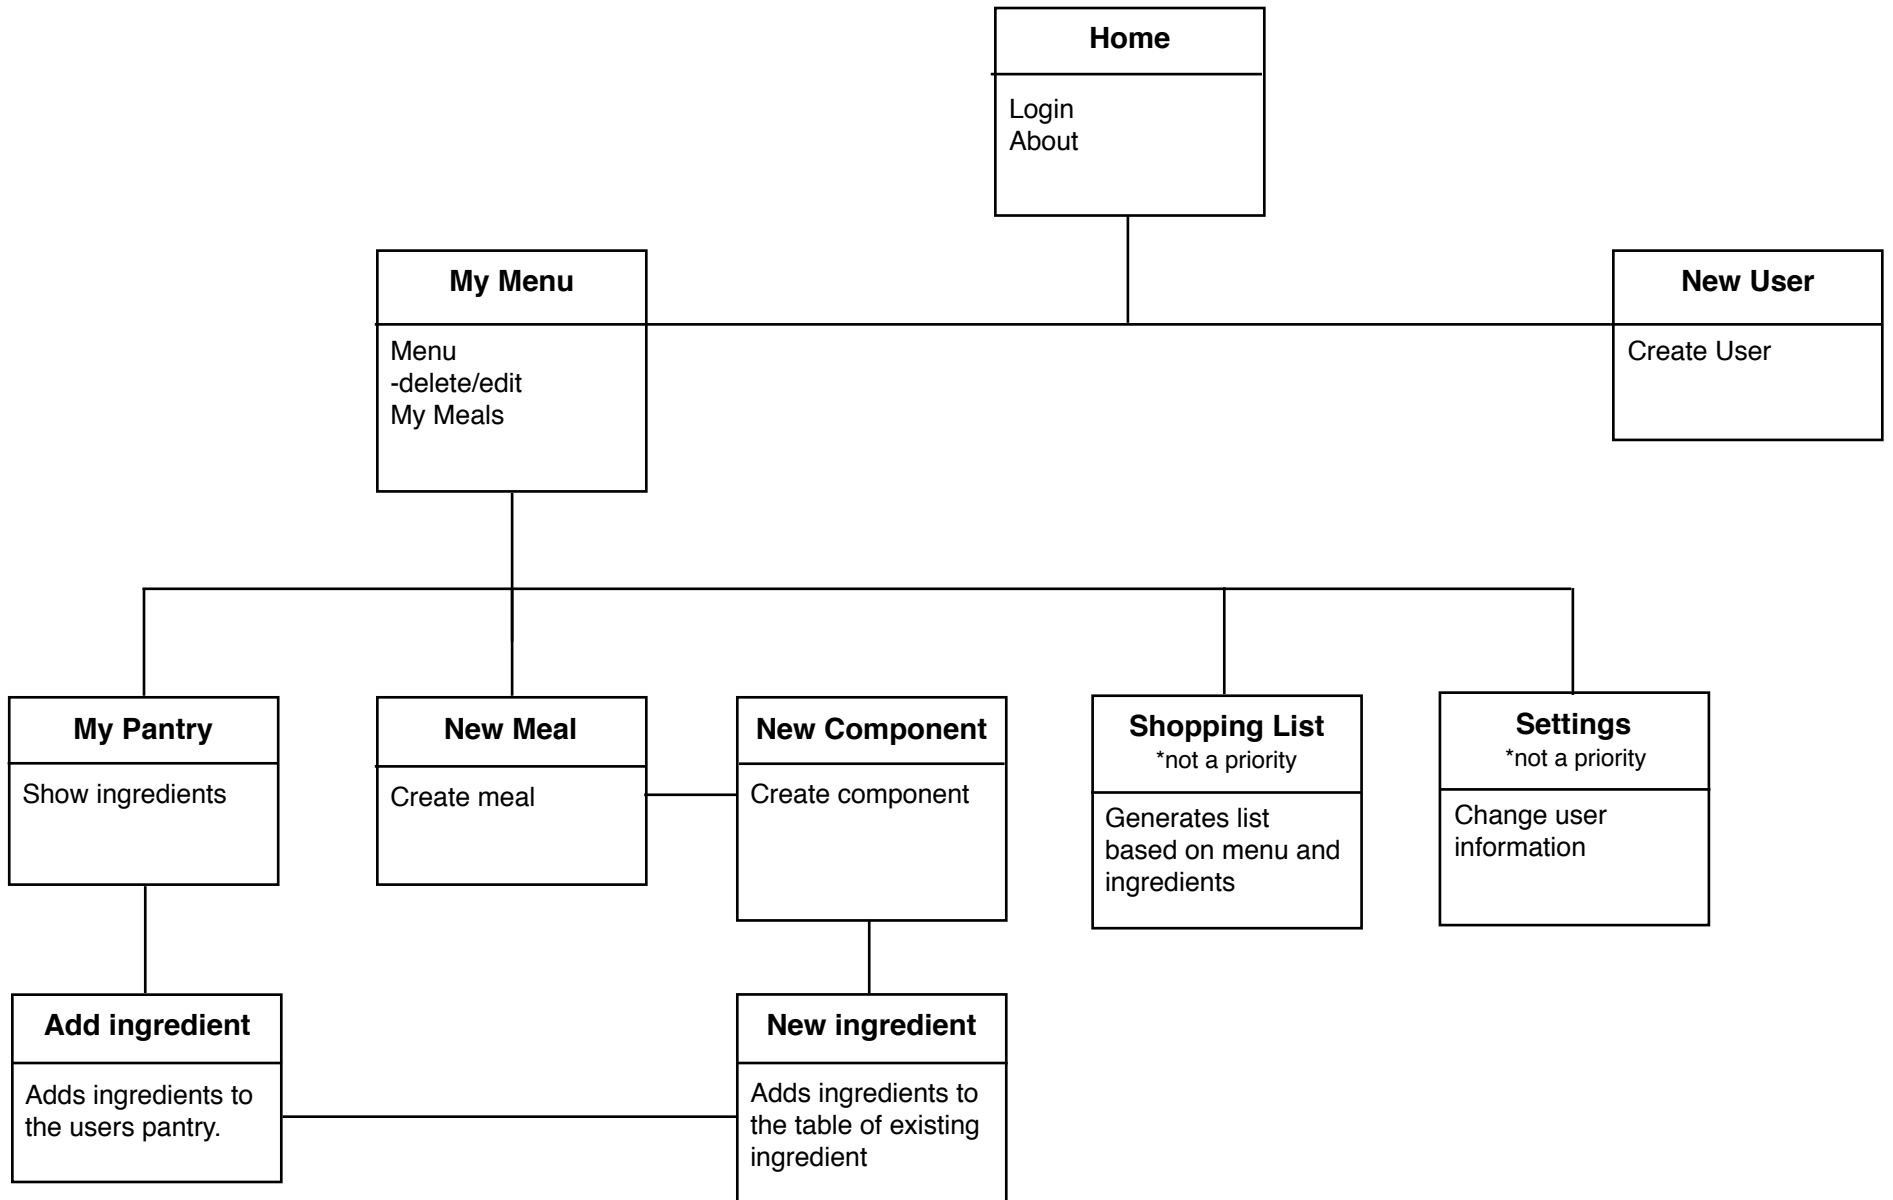 Home
Login
About
My Menu
Menu
-delete/edit
My Meals
New User
Create User
My Pantry
Show ingredients
New Meal
Create meal
New Component
Create component
Shopping List
*not a priority
Generates list
based on menu and
ingredients
Settings
*not a priority
Change user
information
Add ingredient
Adds ingredients to
the users pantry.
New ingredient
Adds ingredients to
the table of existing
ingredient